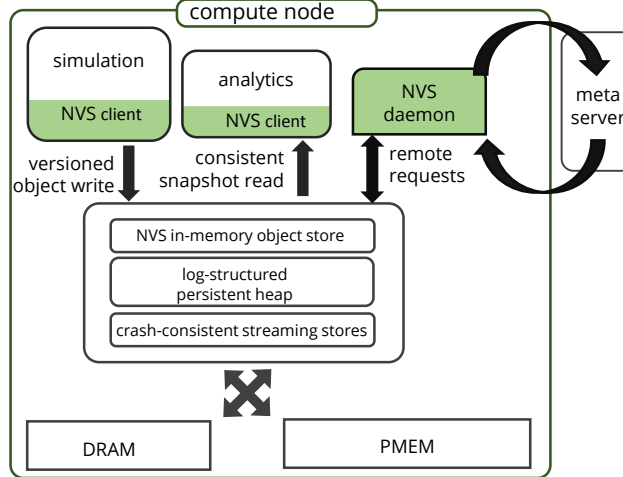 compute node
simulation
NVS client
analytics
NVS client
NVS
daemon
meta
server
versioned
object write
consistent
snapshot read
remote
requests
NVS in-memory object store
log-structured
persistent heap
crash-consistent streaming stores
DRAM
PMEM